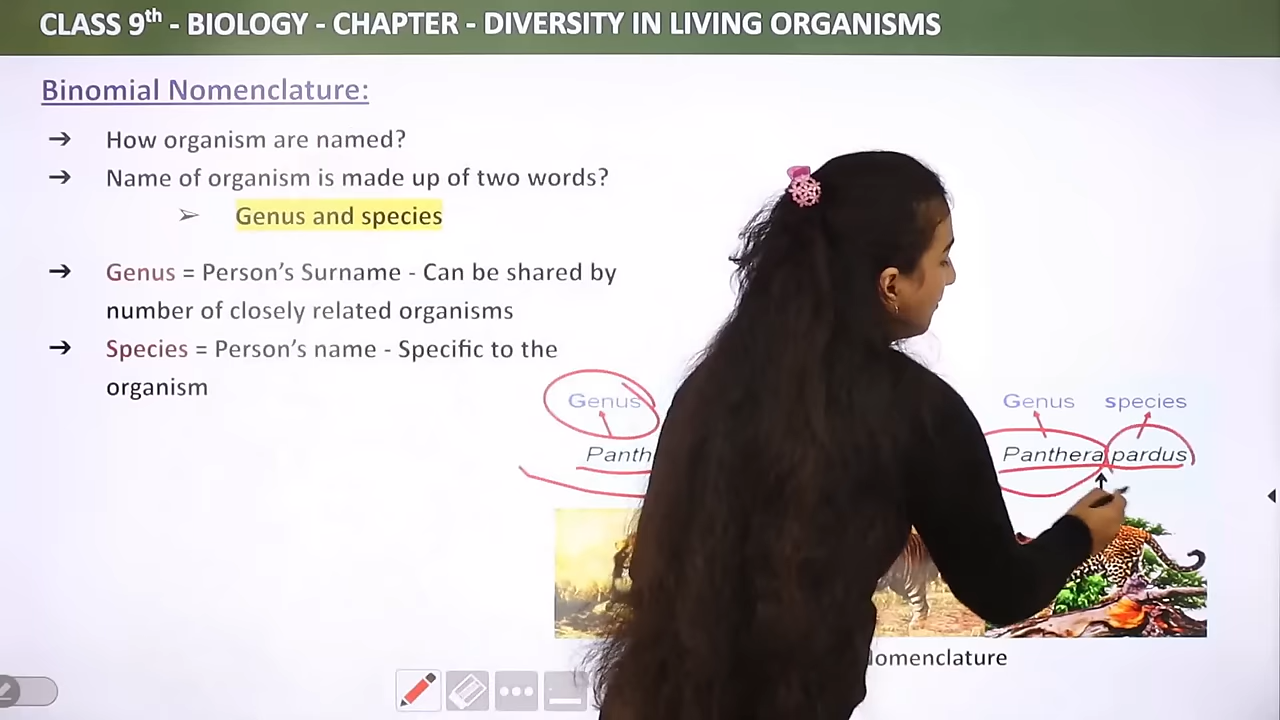 CLASS 9th - BIOLOGY - CHAPTER - DIVERSITY IN LIVING ORGANISMS
Binomial Nomenclature:
➔ How organism are named?
➔ Name of organism is made up of two words?
➢ Genus and species
➔ Genus = Person's Surname - Can be shared by
number of closely related organisms
➔ Species = Person's name - Specific to the
organism
Genus Genus species
Panth Panthera pardus
Nomenclature